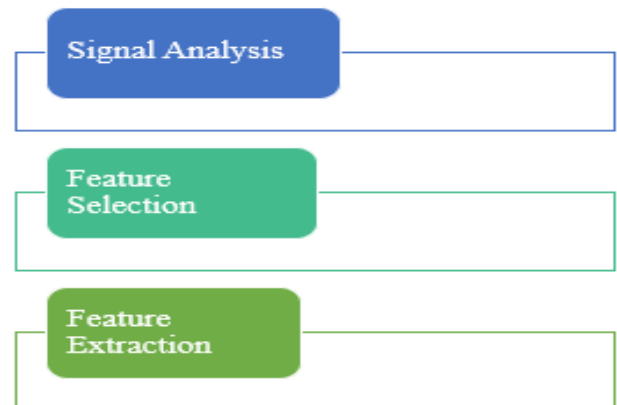 Signal Analysis
Feature
Selection
Feature
Extraction